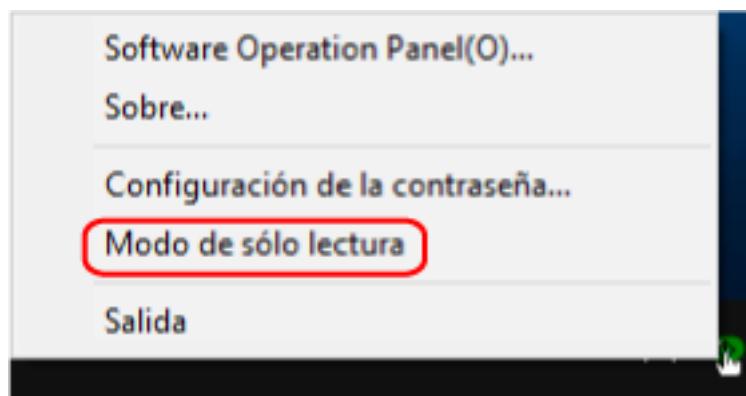 Software Operation Panel(O)...
Sobre...
Configuración de la contraseña...
Modo de sólo lectura
Salida